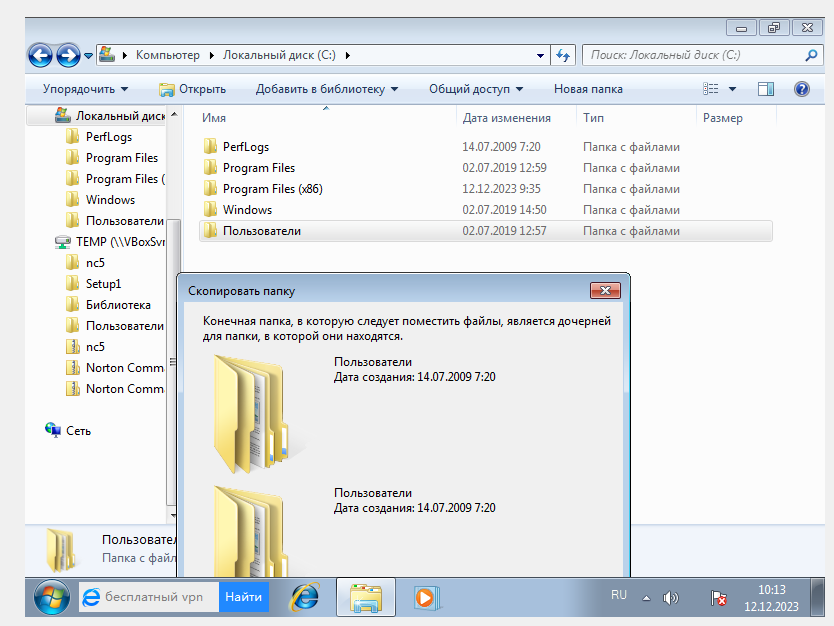 Компьютер Локальный диск (C:) Поиск: Локальный диск (C:)
Упорядочить Открыть Добавить в библиотеку Общий доступ Новая папка
Локальный диск
PerfLogs
Program Files
Program Files (
Windows
Пользователи
TEMP (\\VBoxSvr
nc5
Setup1
Библиотека
Пользователи
nc5
Norton Comm
Norton Comm
Сеть
Имя Дата изменения Тип Размер
PerfLogs 14.07.2009 7:20 Папка с файлами
Program Files 02.07.2019 12:59 Папка с файлами
Program Files (x86) 12.12.2023 9:35 Папка с файлами
Windows 02.07.2019 14:50 Папка с файлами
Пользователи 02.07.2019 12:57 Папка с файлами
Скопировать папку
Конечная папка, в которую следует поместить файлы, является дочерней
для папки, в которой они находятся.
Пользователи
Дата создания: 14.07.2009 7:20
Пользователи
Дата создания: 14.07.2009 7:20
Пользовател
Папка с файл
бесплатный vpn Найти RU 10:13
12.12.2023